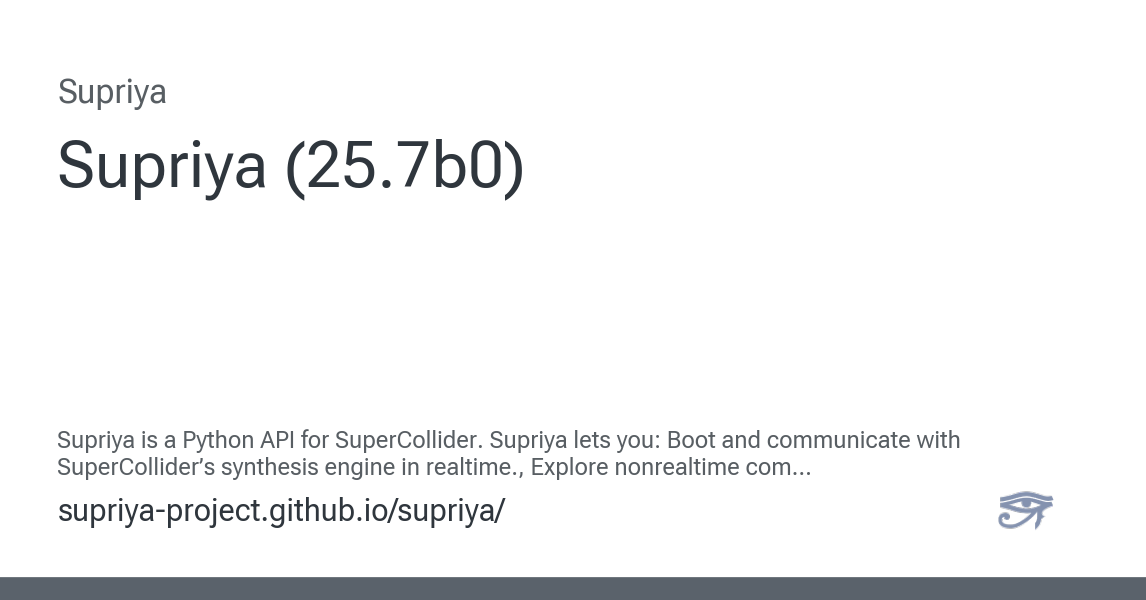 Supriya
Supriya (25.7b0)
Supriya is a Python API for SuperCollider. Supriya lets you: Boot and communicate with
SuperCollider’s synthesis engine in realtime., Explore nonrealtime com...
supriya-project.github.io/supriya/